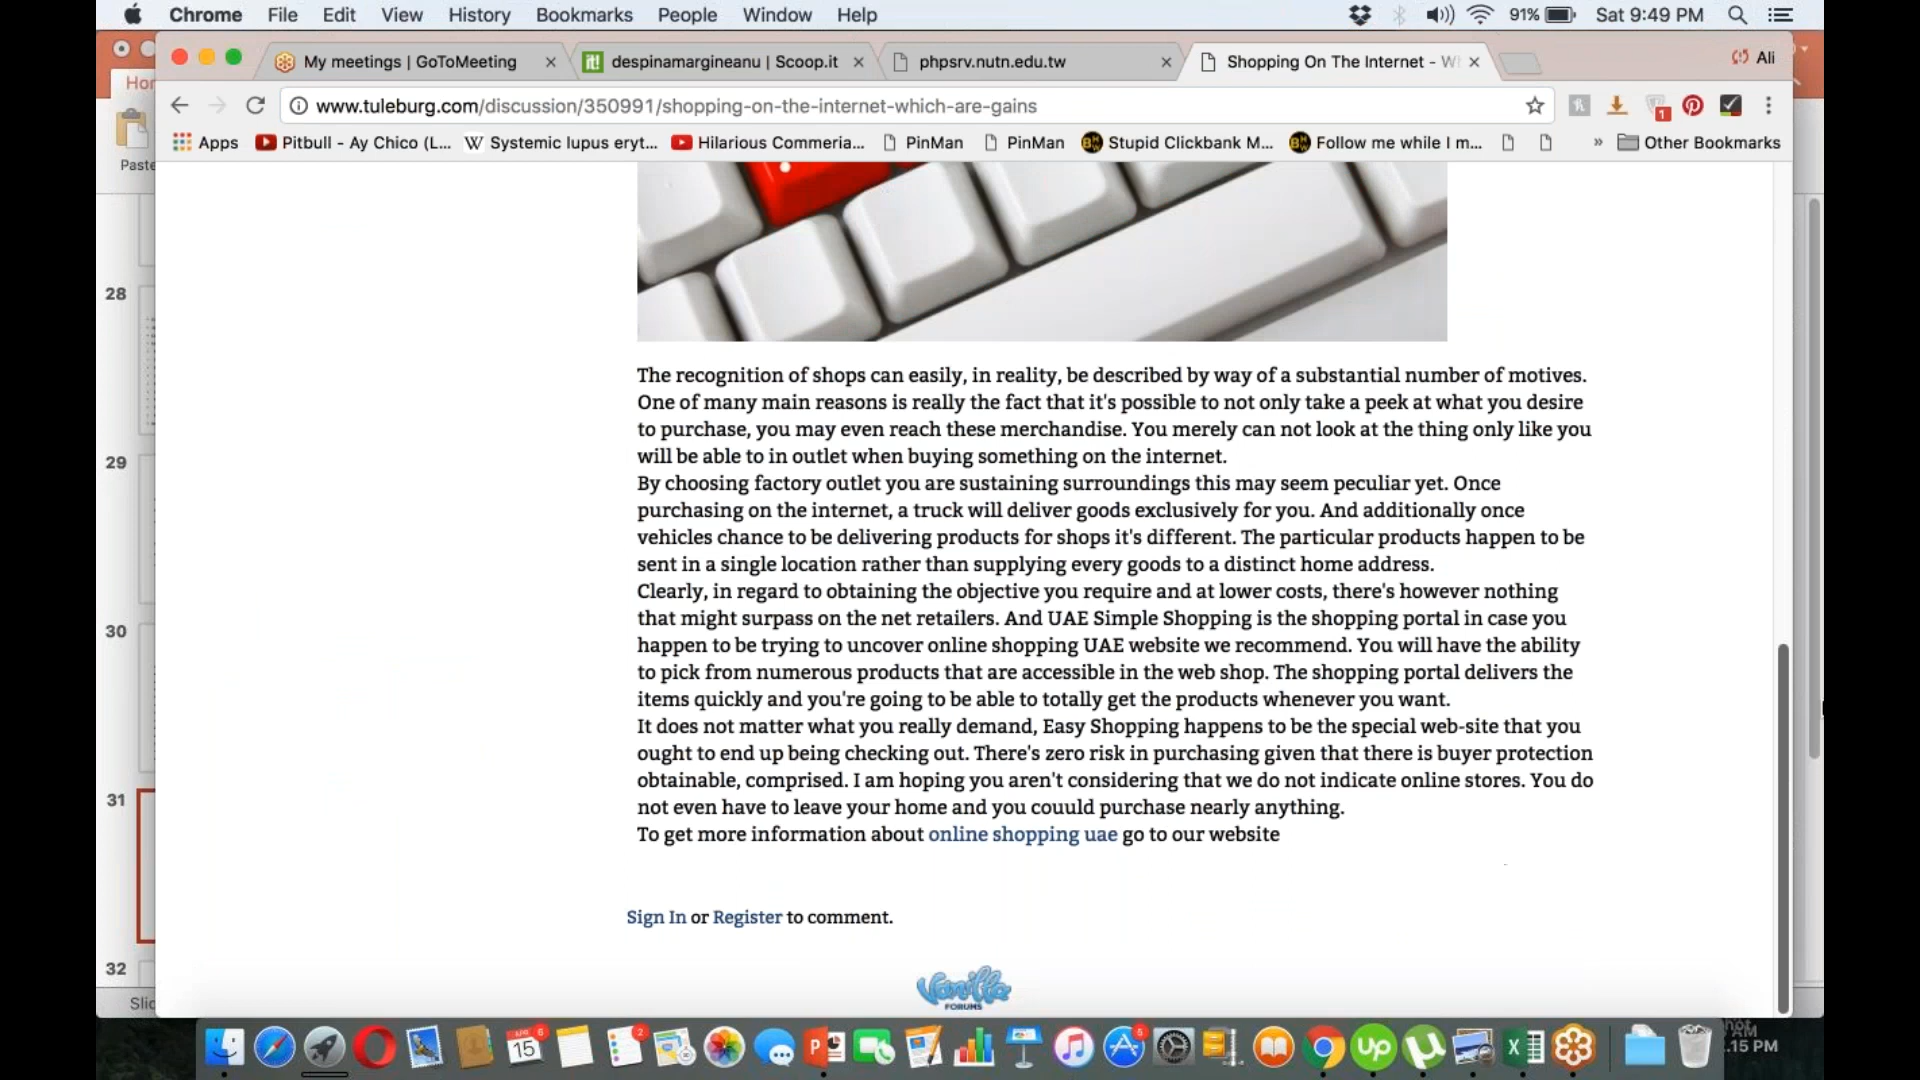 Chrome File Edit View History Bookmarks People Window Help 91% Sat 9:49 PM
My meetings | GoToMeeting despinamargineanu | Scoop.it phpsrv.nutn.edu.tw Shopping On The Internet - W Ali
www.tuleburg.com/discussion/350991/shopping-on-the-internet-which-are-gains
Apps Pitbull - Ay Chico (L... Systemic lupus eryt... Hilarious Commeria... PinMan PinMan Stupid Clickbank M... Follow me while I m... » Other Bookmarks
Paste
28
29
30
31
32
The recognition of shops can easily, in reality, be described by way of a substantial number of motives.
One of many main reasons is really the fact that it's possible to not only take a peek at what you desire
to purchase, you may even reach these merchandise. You merely can not look at the thing only like you
will be able to in outlet when buying something on the internet.
By choosing factory outlet you are sustaining surroundings this may seem peculiar yet. Once
purchasing on the internet, a truck will deliver goods exclusively for you. And additionally once
vehicles chance to be delivering products for shops it's different. The particular products happen to be
sent in a single location rather than supplying every goods to a distinct home address.
Clearly, in regard to obtaining the objective you require and at lower costs, there's however nothing
that might surpass on the net retailers. And UAE Simple Shopping is the shopping portal in case you
happen to be trying to uncover online shopping UAE website we recommend. You will have the ability
to pick from numerous products that are accessible in the web shop. The shopping portal delivers the
items quickly and you're going to be able to totally get the products whenever you want.
It does not matter what you really demand, Easy Shopping happens to be the special web-site that you
ought to end up being checking out. There's zero risk in purchasing given that there is buyer protection
obtainable, comprised. I am hoping you aren't considering that we do not indicate online stores. You do
not even have to leave your home and you couuld purchase nearly anything.
To get more information about online shopping uae go to our website
Sign In or Register to comment.
Vanilla
FORUMS
15
.15 PM